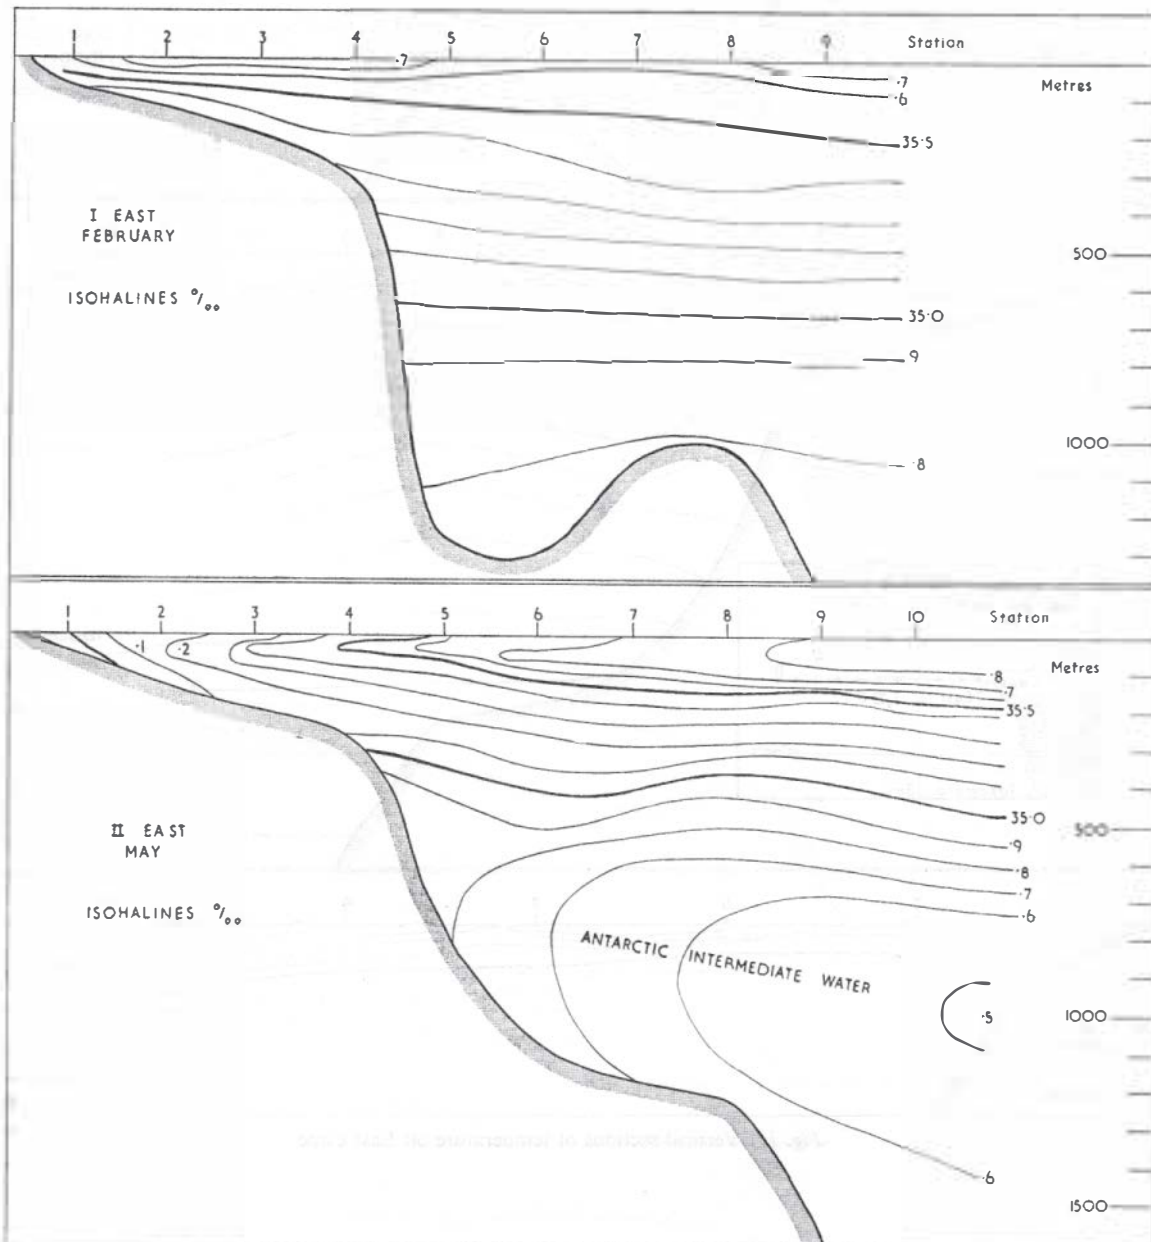 1 2 3 4 5 6 7 8 9 Station
·7
Metres
·7
·6
35·5
I EAST
FEBRUARY
500
ISOHALINES °/oo
35·0
9
1000
·8
1 2 3 4 5 6 7 8 9 10 Station
·1 ·2
Metres
·8
·7
35·5
35·0
500
II EAST
MAY
·9
·8
·7
ISOHALINES °/oo
·6
ANTARCTIC INTERMEDIATE WATER
·5
1000
·6
1500